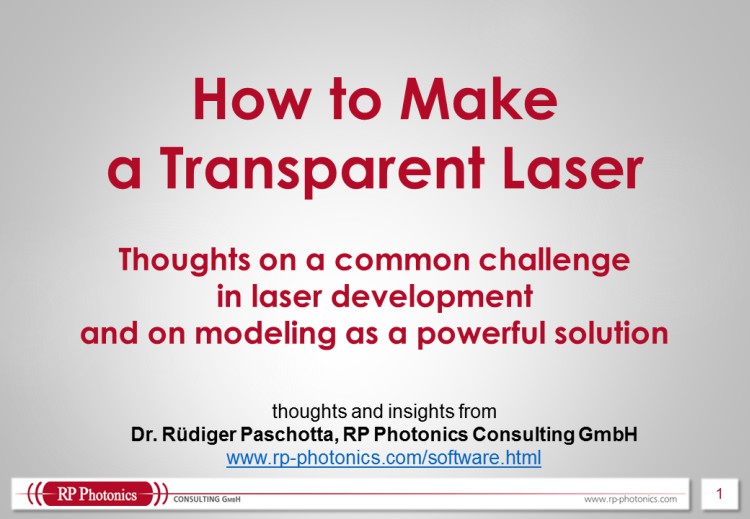 How to Make
a Transparent Laser
Thoughts on a common challenge
in laser development
and on modeling as a powerful solution
thoughts and insights from
Dr. Rüdiger Paschotta, RP Photonics Consulting GmbH
www.rp-photonics.com/software.html
RP Photonics CONSULTING GmbH www.rp-photonics.com 1